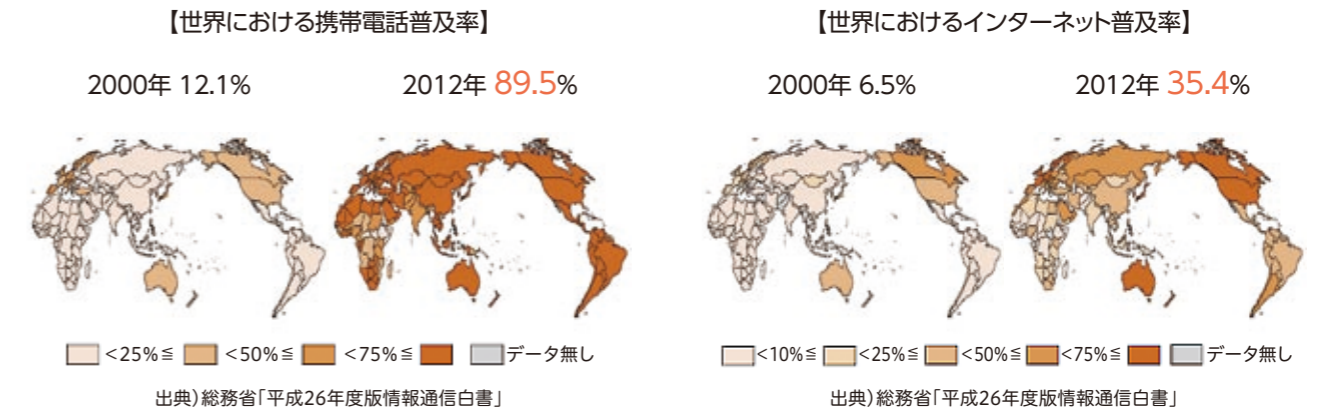 【世界における携帯電話普及率】
2000年 12.1%
2012年 89.5%
<25%≦ <50%≦ <75%≦ データ無し
出典)総務省「平成26年度版情報通信白書」
【世界におけるインターネット普及率】
2000年 6.5%
2012年 35.4%
<10%≦ <25%≦ <50%≦ <75%≦ データ無し
出典)総務省「平成26年度版情報通信白書」